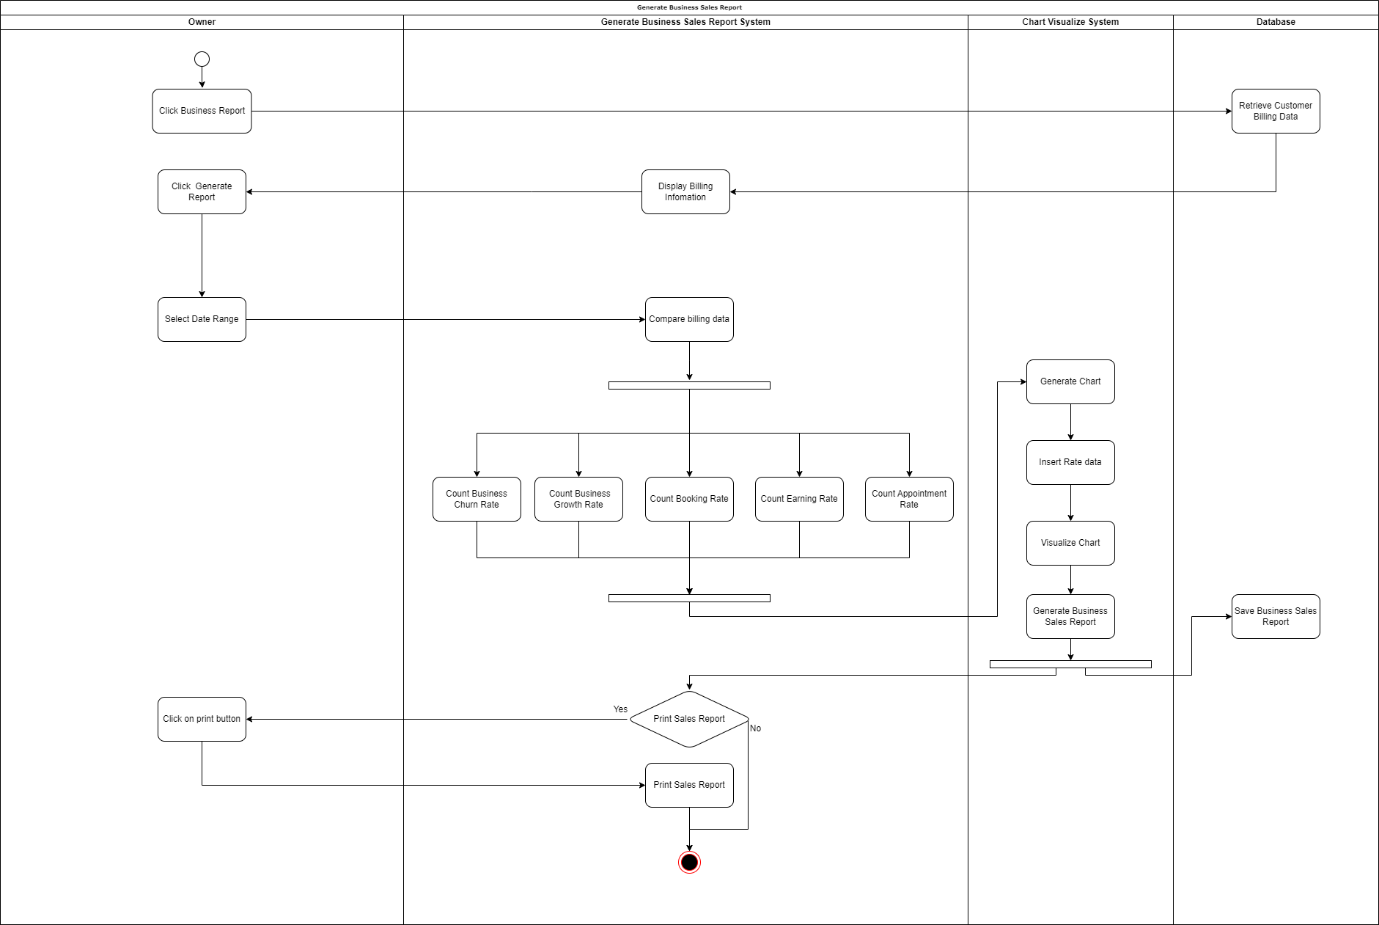 Generate Business Sales Report
Owner
Generate Business Sales Report System
Chart Visualize System
Database
Click Business Report
Retrieve Customer
Billing Data
Click Generate
Report
Display Billing
Infomation
Select Date Range
Compare billing data
Generate Chart
Insert Rate data
Count Business
Churn Rate
Count Business
Growth Rate
Count Booking Rate
Count Earning Rate
Count Appointment
Rate
Visualize Chart
Generate Business
Sales Report
Save Business Sales
Report
Click on print button
Yes
Print Sales Report
No
Print Sales Report